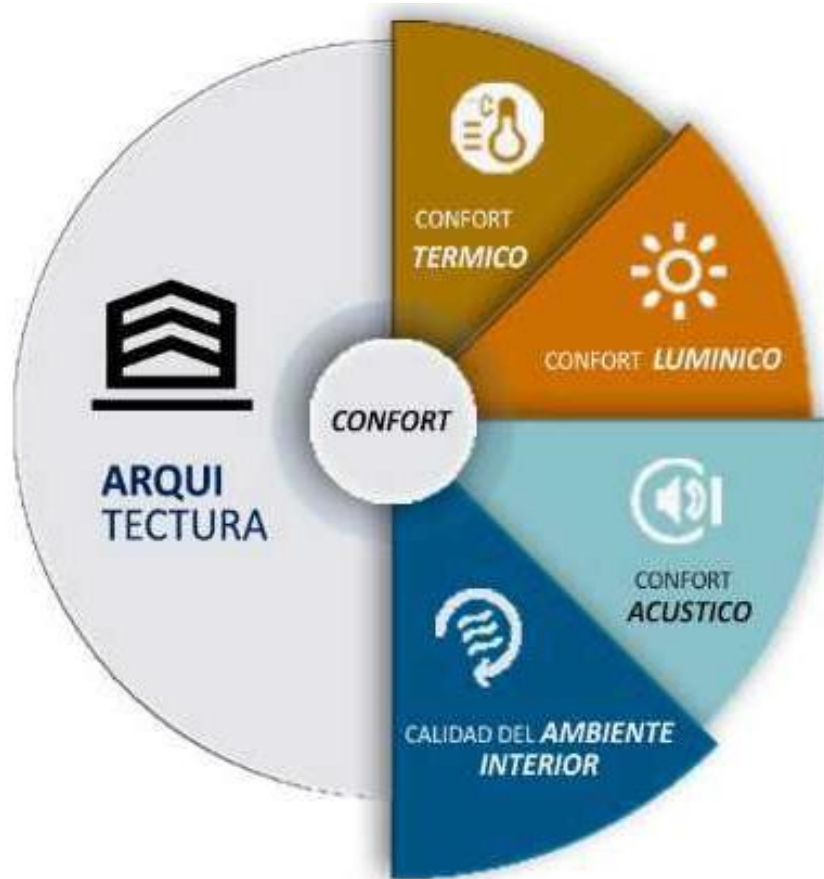 °C
CONFORT
TERMICO
CONFORT LUMINICO
CONFORT
ARQUI
TECTURA
CONFORT
ACUSTICO
CALIDAD DEL AMBIENTE
INTERIOR